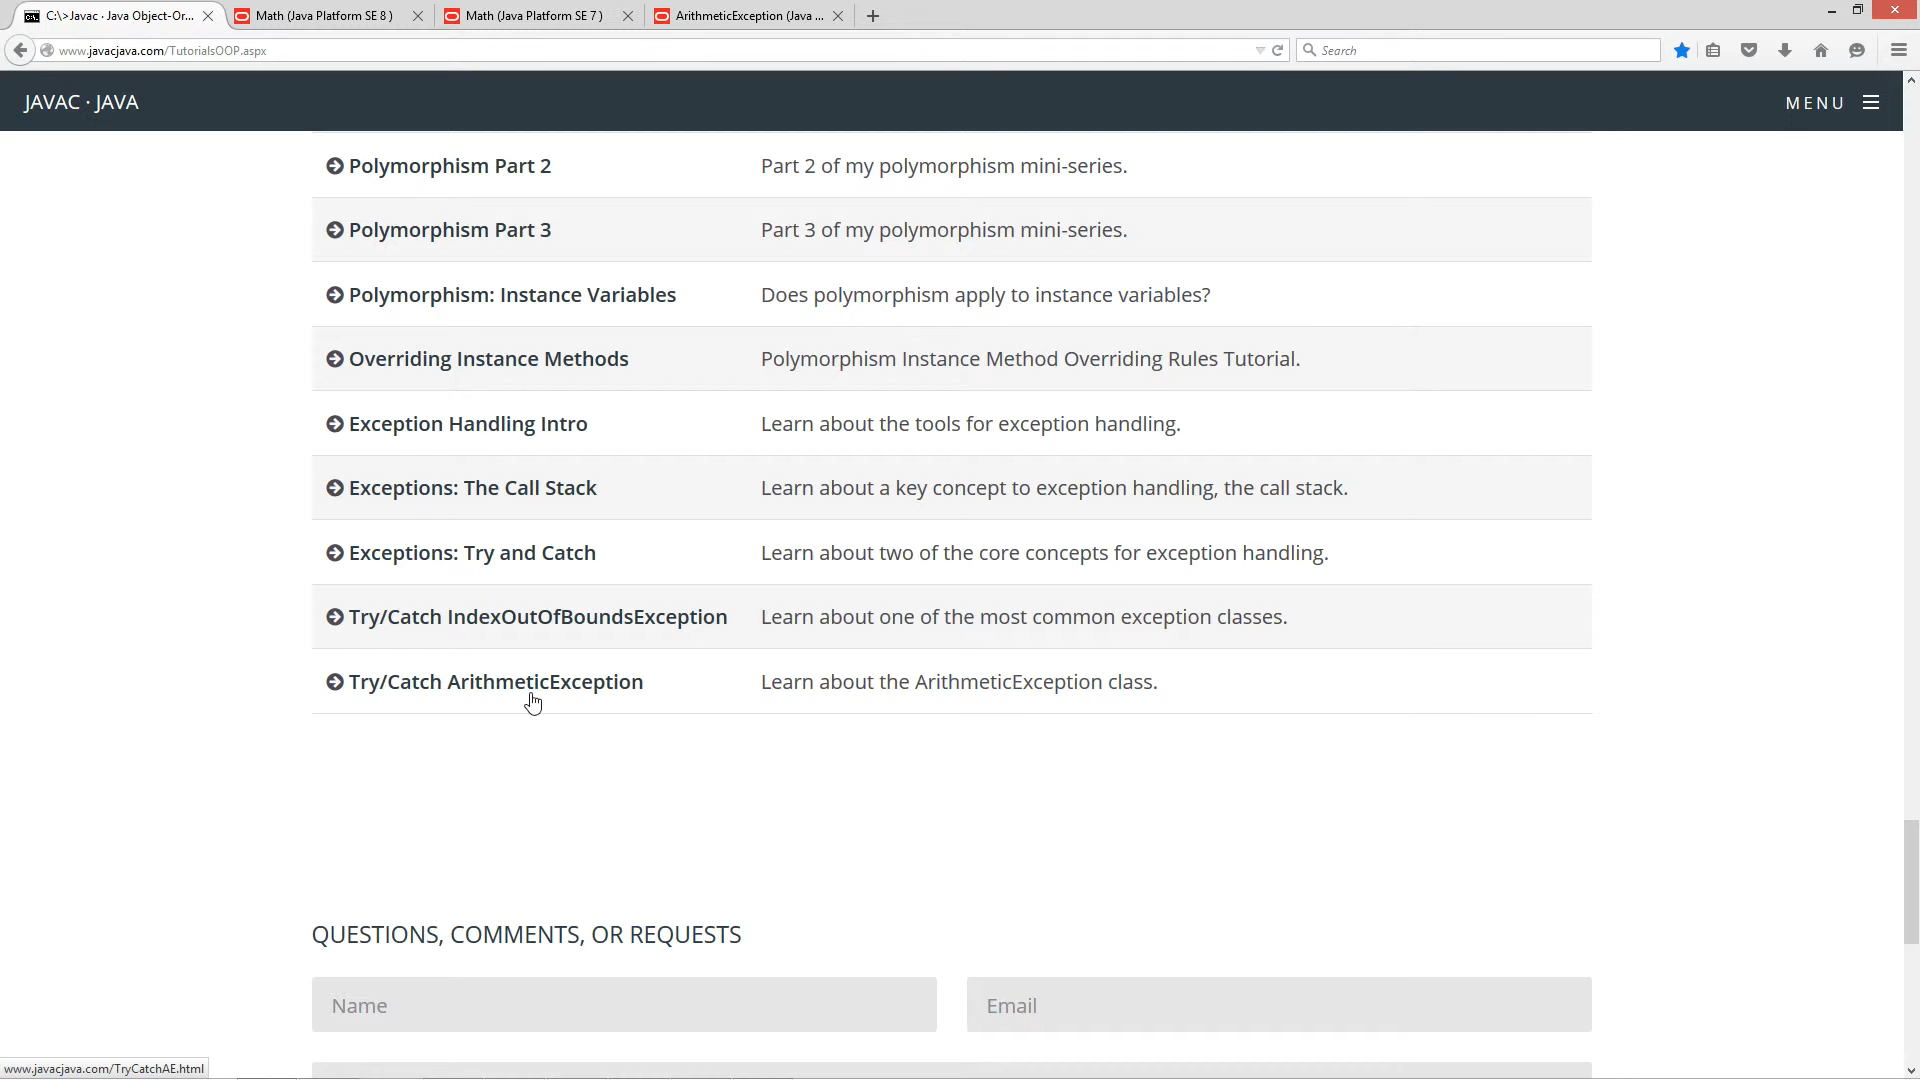 C:\>Javac · Java Object-Or...
Math (Java Platform SE 8 )
Math (Java Platform SE 7 )
ArithmeticException (Java ...
www.javacjava.com/TutorialsOOP.aspx
Search
JAVAC · JAVA
MENU
Polymorphism Part 2 Part 2 of my polymorphism mini-series.
Polymorphism Part 3 Part 3 of my polymorphism mini-series.
Polymorphism: Instance Variables Does polymorphism apply to instance variables?
Overriding Instance Methods Polymorphism Instance Method Overriding Rules Tutorial.
Exception Handling Intro Learn about the tools for exception handling.
Exceptions: The Call Stack Learn about a key concept to exception handling, the call stack.
Exceptions: Try and Catch Learn about two of the core concepts for exception handling.
Try/Catch IndexOutOfBoundsException Learn about one of the most common exception classes.
Try/Catch ArithmeticException Learn about the ArithmeticException class.
QUESTIONS, COMMENTS, OR REQUESTS
Name
Email
www.javacjava.com/TryCatchAE.html